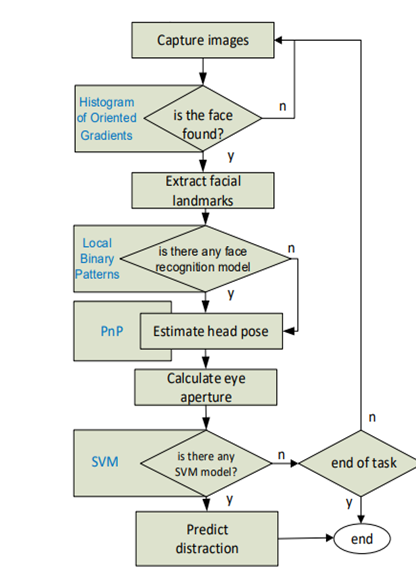 Capture images
Histogram
of Oriented
Gradients
is the face
found?
n
y
Extract facial
landmarks
Local
Binary
Patterns
is there any face
recognition model
n
y
PnP
Estimate head pose
Calculate eye
aperture
SVM
is there any
SVM model?
n
y
end of task
n
y
Predict
distraction
end